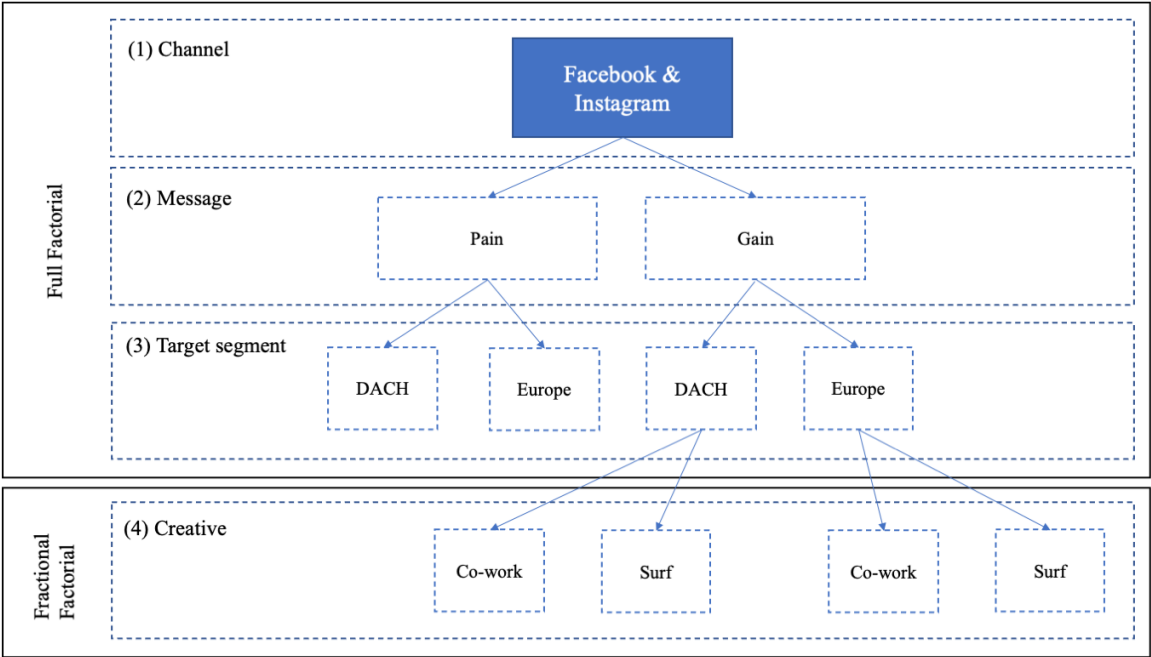 (1) Channel
Facebook &
Instagram
Full Factorial
(2) Message
Pain
Gain
(3) Target segment
DACH
Europe
DACH
Europe
Fractional
Factorial
(4) Creative
Co-work
Surf
Co-work
Surf